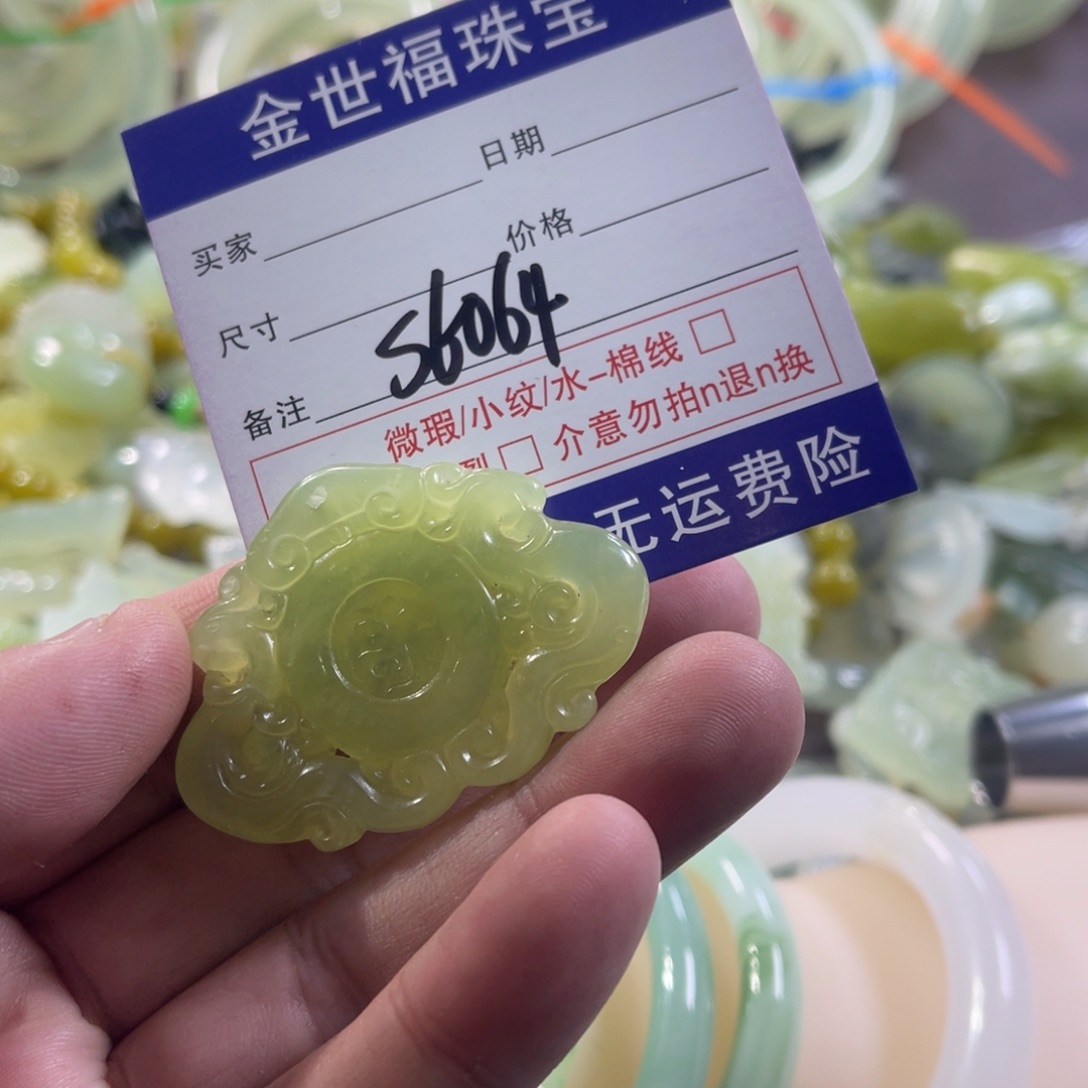 金世福珠宝
日期
买家
价格
尺寸
S6064
备注
微瑕/小纹/水-棉线
介意勿拍n退n换
无运费险